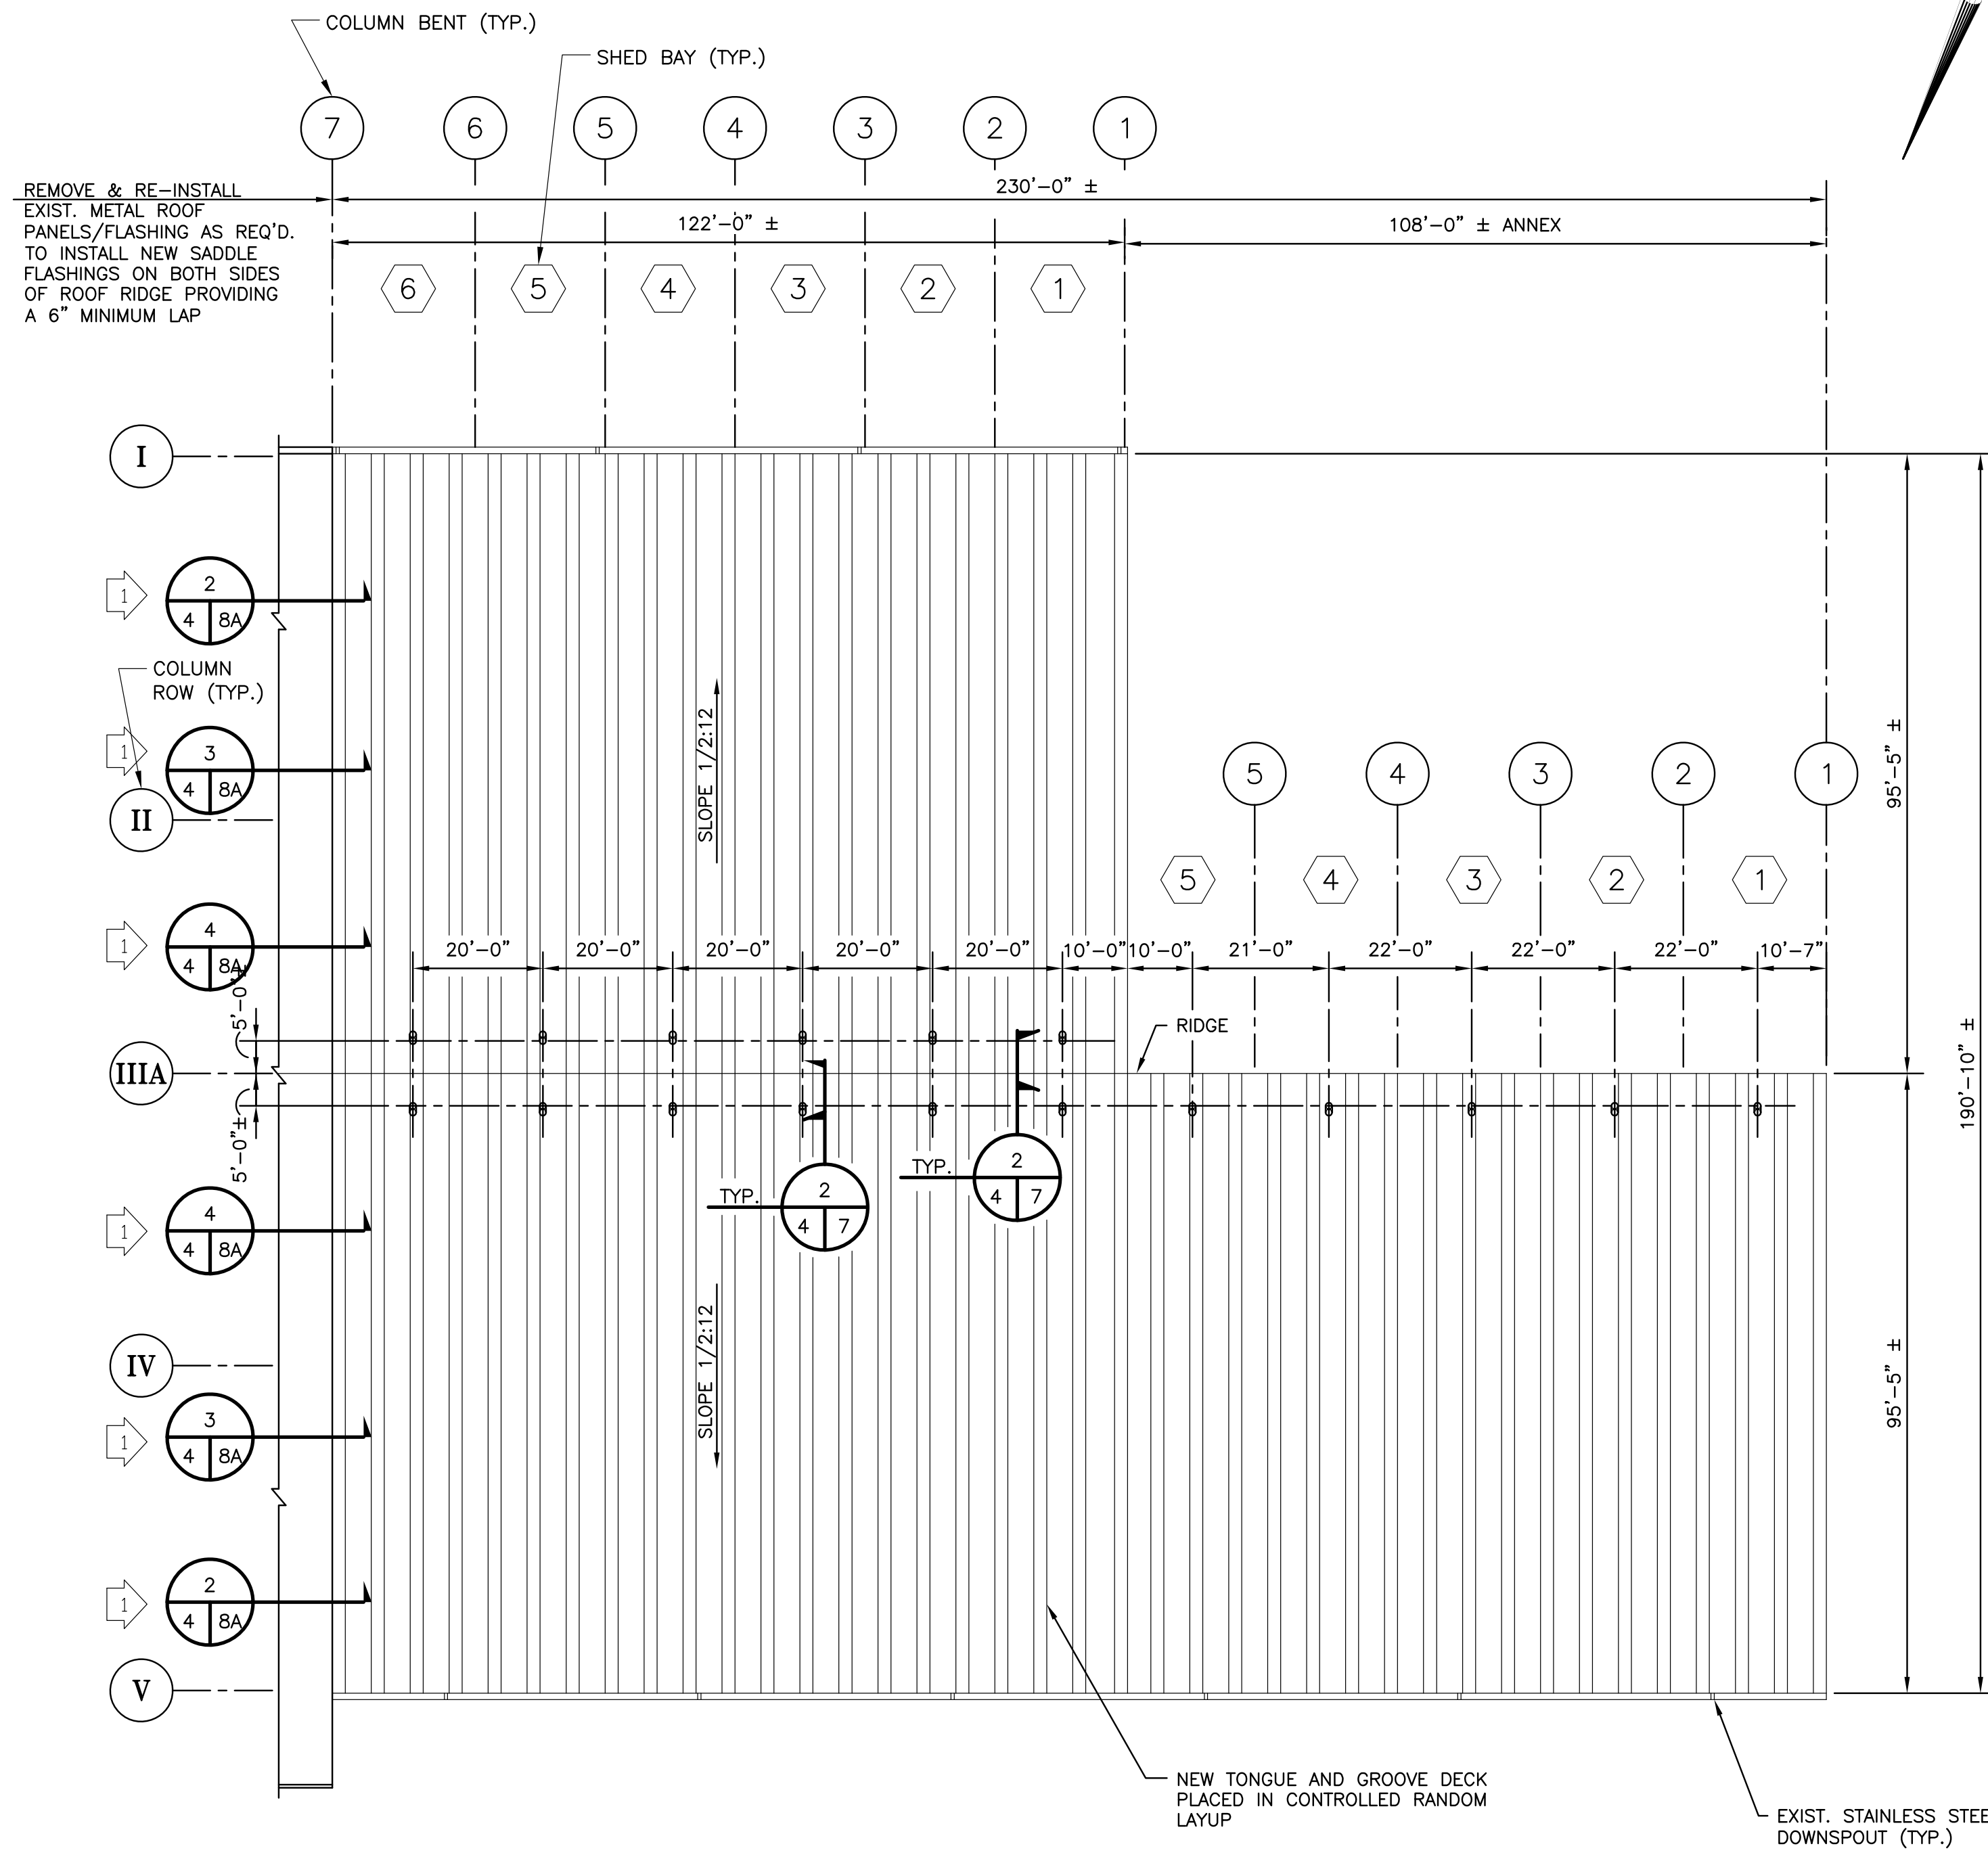 COLUMN BENT (TYP.)
SHED BAY (TYP.)
7 6 5 4 3 2 1
REMOVE & RE-INSTALL
EXIST. METAL ROOF
PANELS/FLASHING AS REQ'D.
TO INSTALL NEW SADDLE
FLASHINGS ON BOTH SIDES
OF ROOF RIDGE PROVIDING
A 6" MINIMUM LAP
230'-0" ±
122'-0" ±
108'-0" ± ANNEX
6 5 4 3 2 1
I
1
2
4 8A
COLUMN
ROW (TYP.)
1
3
4 8A
II
SLOPE 1/2:12
95'-5" ±
5 4 3 2 1
5 4 3 2 1
1
4
4 8A
20'-0" 20'-0" 20'-0" 20'-0" 20'-0" 10'-0" 10'-0" 21'-0" 22'-0" 22'-0" 22'-0" 10'-7"
5'-0"±
RIDGE
IIIA
190'-10" ±
5'-0"±
TYP.
2
4 7
TYP.
2
4 7
1
4
4 8A
SLOPE 1/2:12
95'-5" ±
IV
1
3
4 8A
1
2
4 8A
V
NEW TONGUE AND GROOVE DECK
PLACED IN CONTROLLED RANDOM
LAYUP
EXIST. STAINLESS STEE
DOWNSPOUT (TYP.)